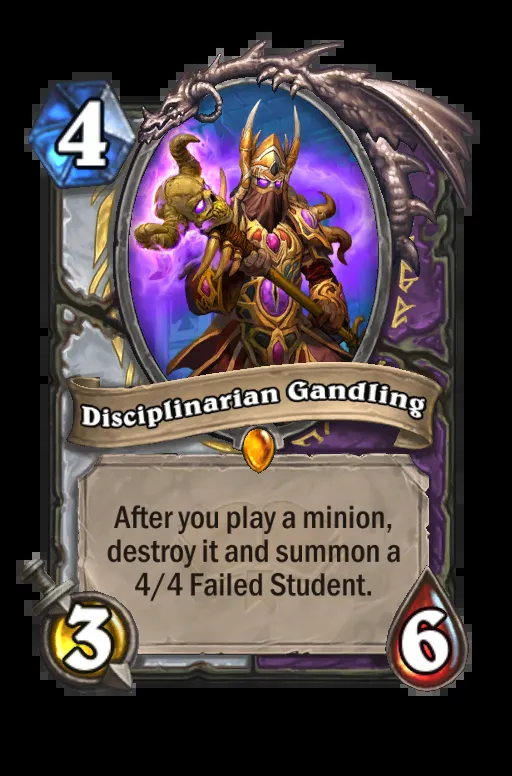 4
Disciplinarian Gandling
After you play a minion,
destroy it and summon a
4/4 Failed Student.
3
6